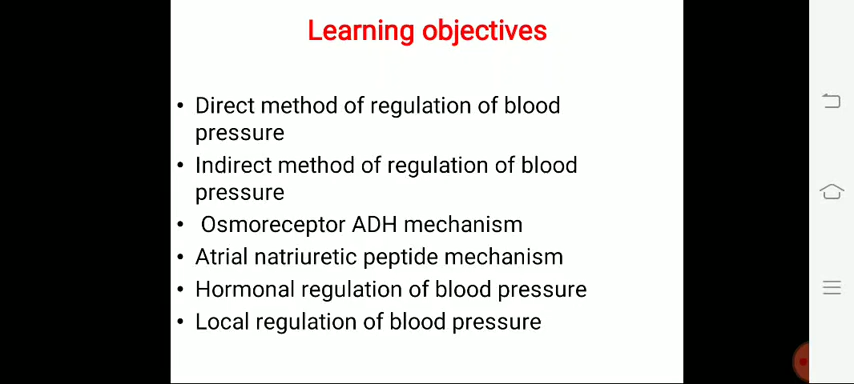 Learning objectives
• Direct method of regulation of blood
pressure
• Indirect method of regulation of blood
pressure
• Osmoreceptor ADH mechanism
• Atrial natriuretic peptide mechanism
• Hormonal regulation of blood pressure
• Local regulation of blood pressure